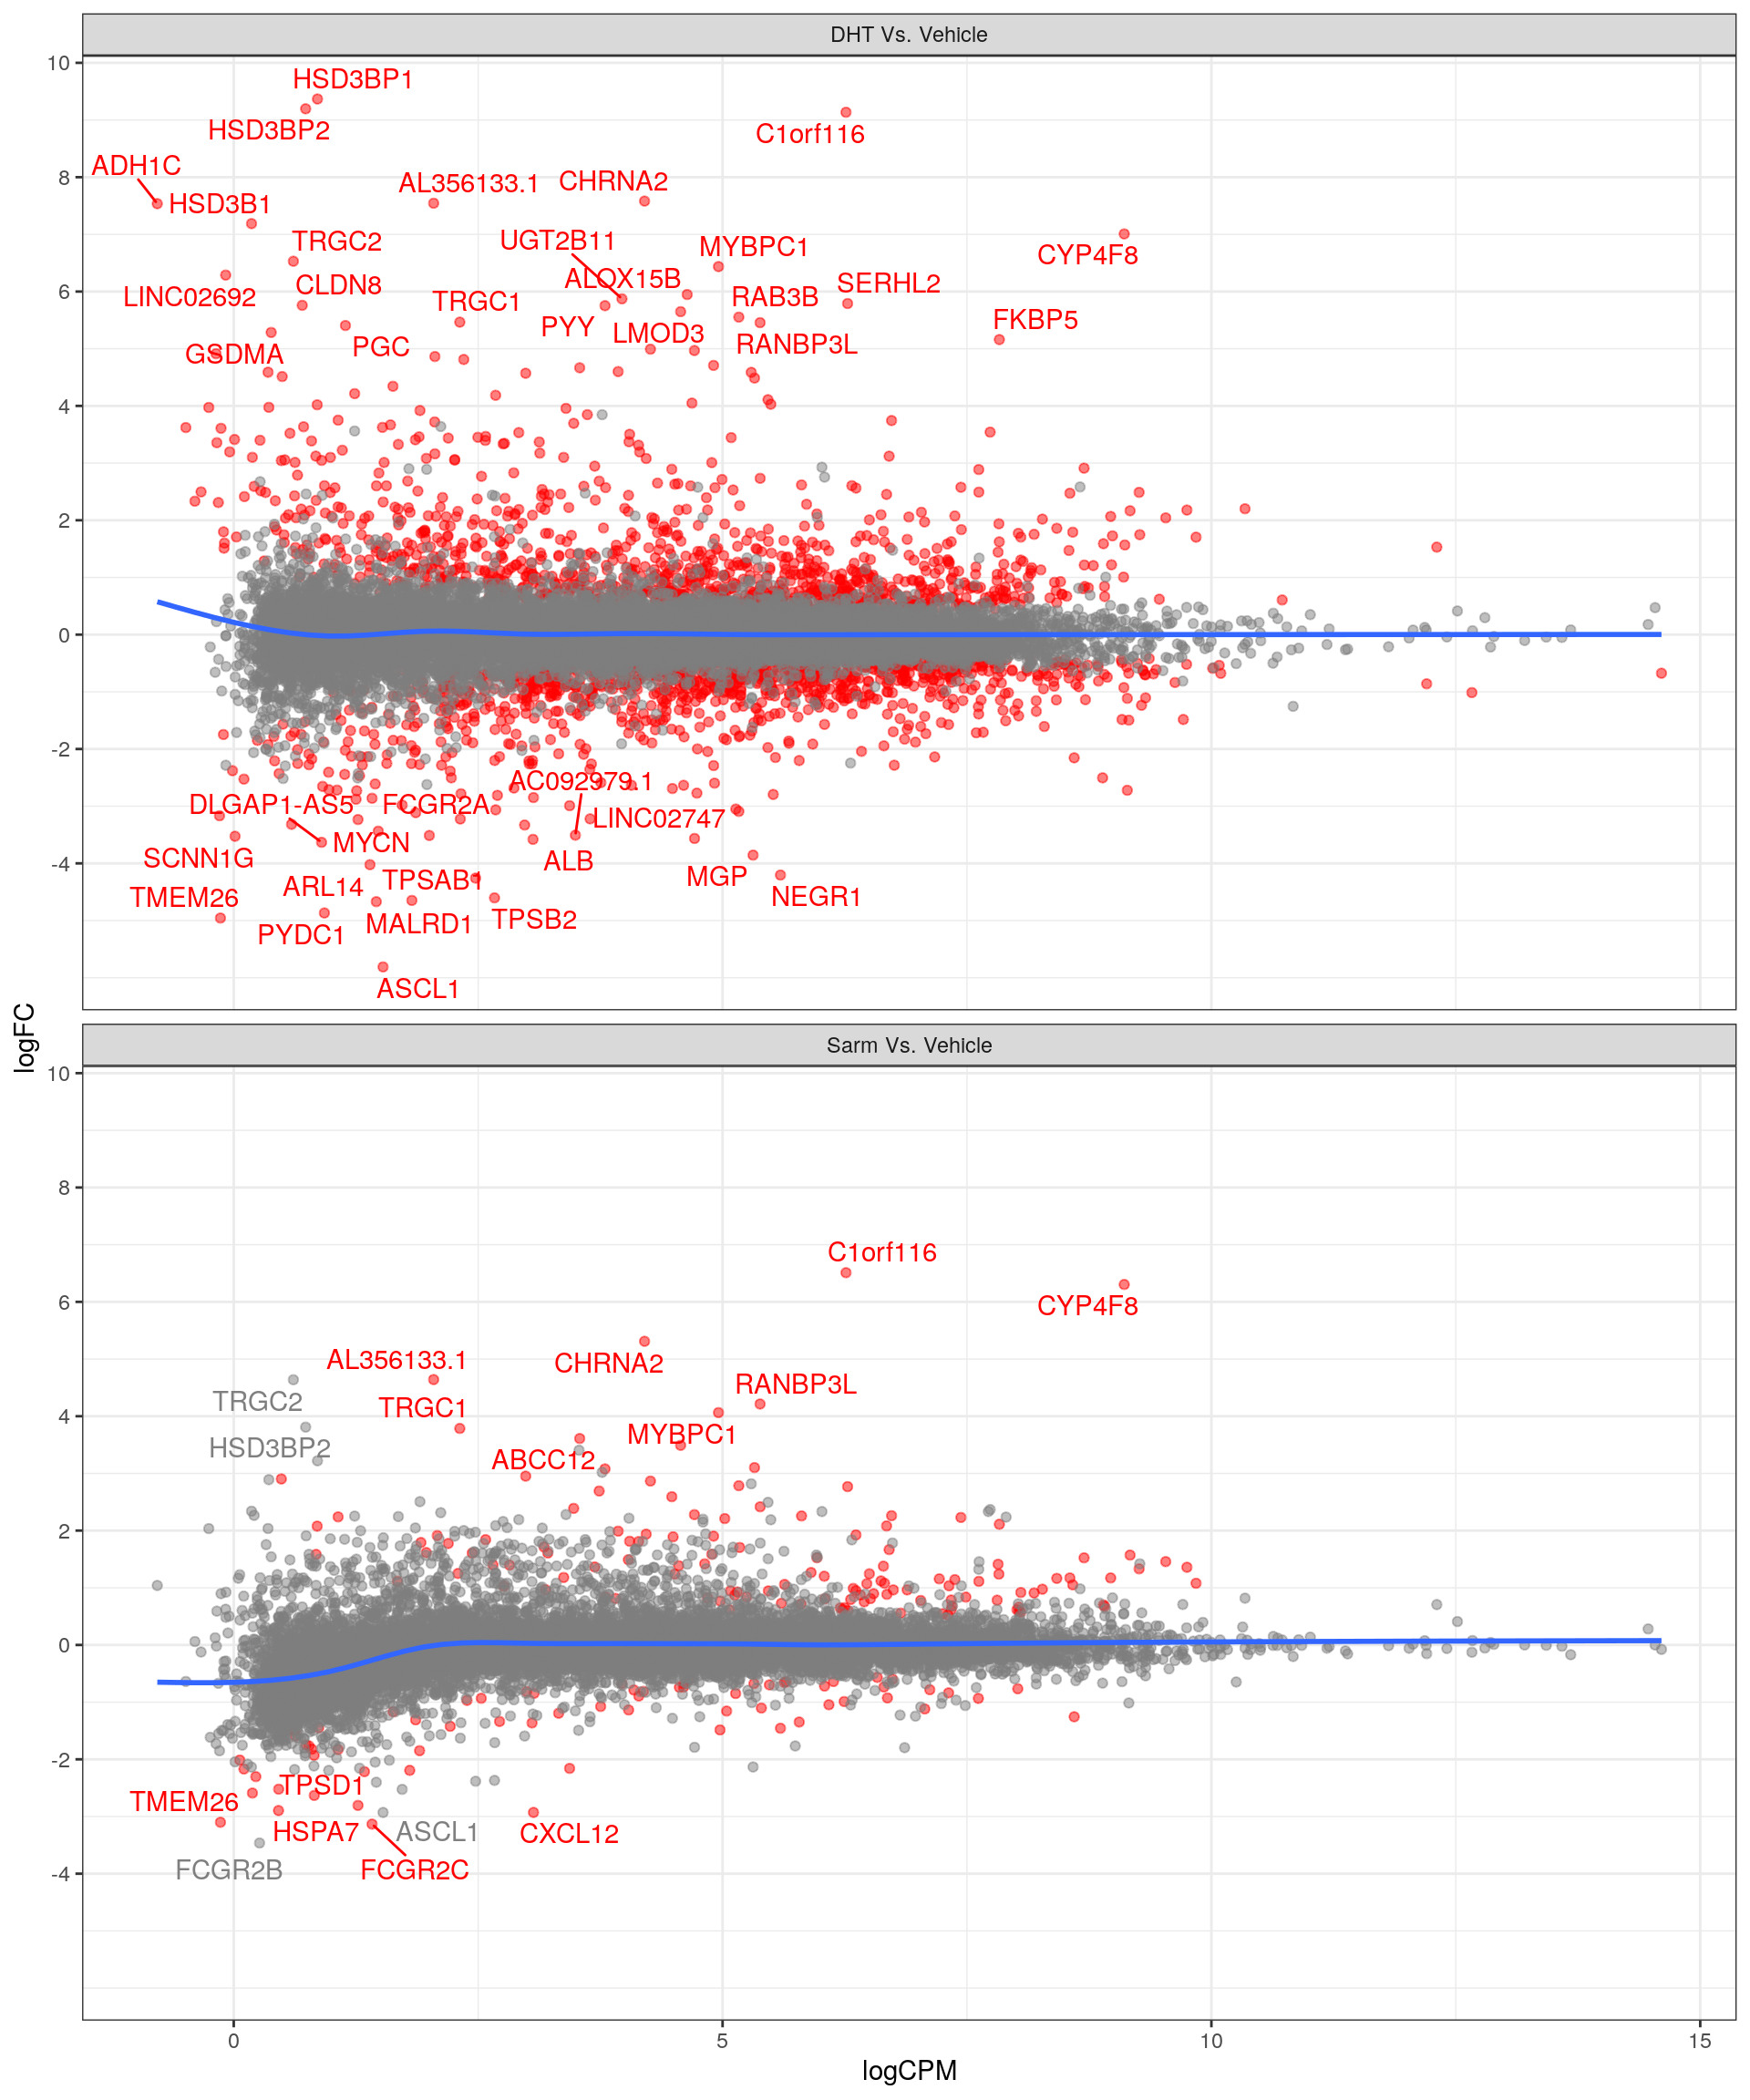 DHT Vs. Vehicle
10
HSD3BP1
HSD3BP2
C1orf116
ADH1C
8
AL356133.1
CHRNA2
HSD3B1
TRGC2
UGT2B11
MYBPC1
CYP4F8
6
LINC02692
CLDN8
ALOX15B
SERHL2
TRGC1
RAB3B
PYY
LMOD3
FKBP5
GSDMA
PGC
RANBP3L
4
2
0
-2
AC092979.1
DLGAP1-AS5
FCGR2A
LINC02747
MYCN
-4
SCNN1G
ALB
ARL14
TPSAB1
MGP
TMEM26
NEGR1
PYDC1
MALRD1
TPSB2
ASCL1
logFC
Sarm Vs. Vehicle
10
8
C1orf116
6
CYP4F8
AL356133.1
CHRNA2
TRGC2
TRGC1
RANBP3L
4
HSD3BP2
ABCC12
MYBPC1
2
0
-2
TMEM26
TPSD1
HSPA7
ASCL1
CXCL12
-4
FCGR2B
FCGR2C
0
5
10
15
logCPM